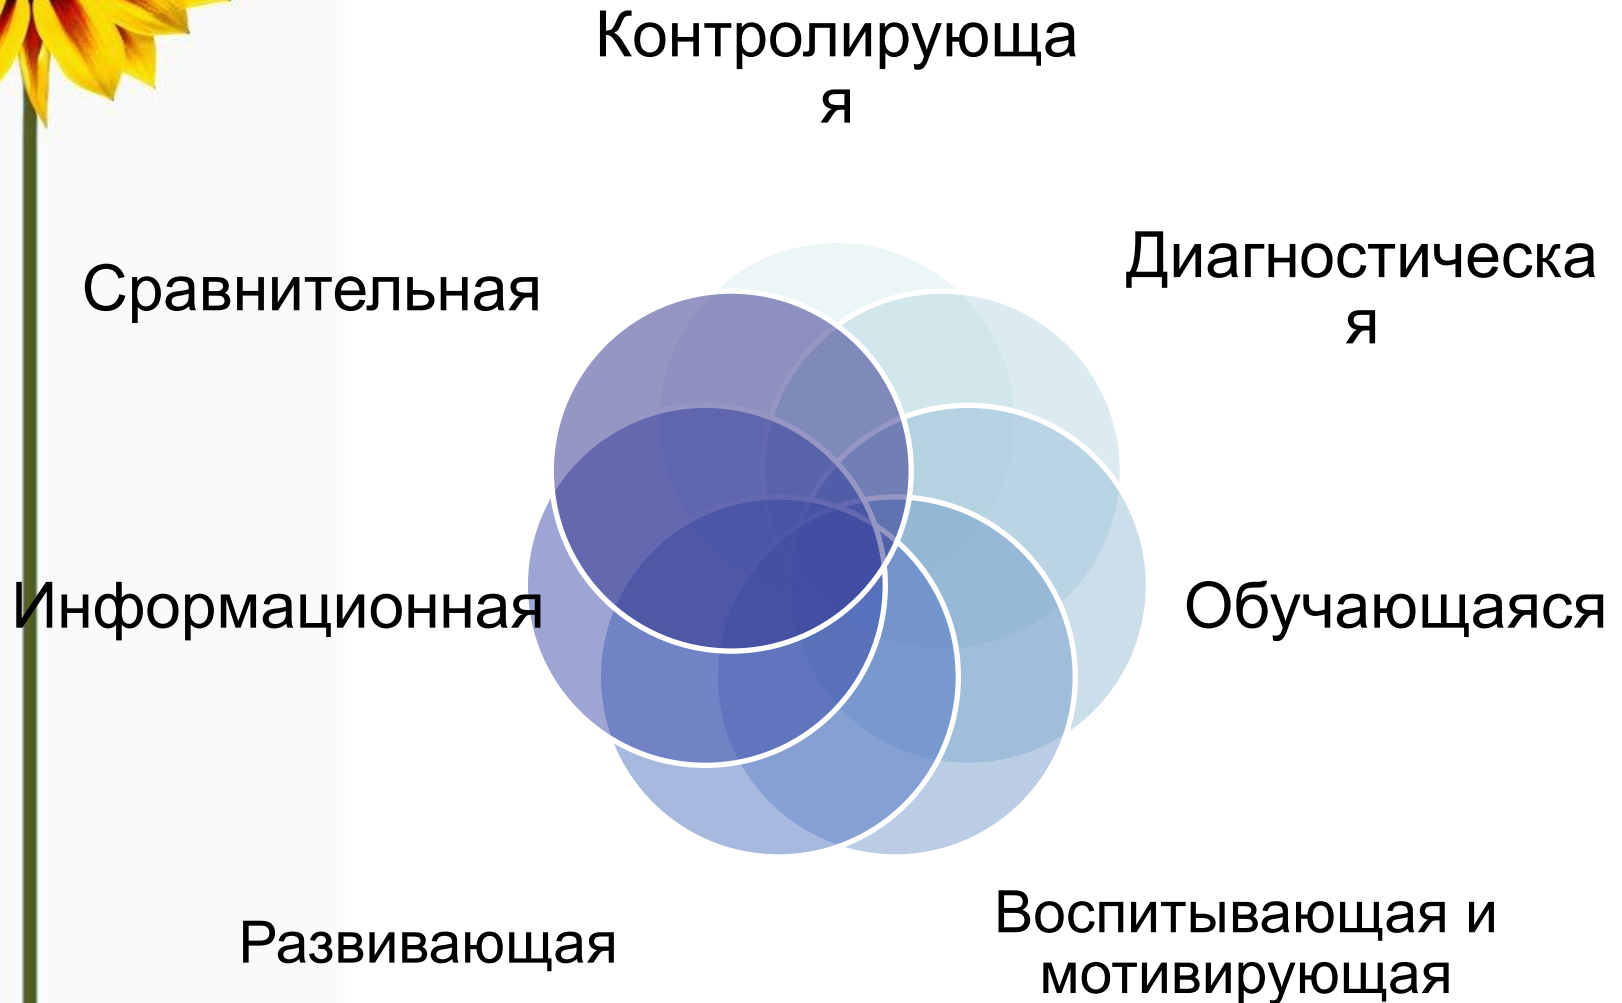 Контролирующа
я
Диагностическа
я
Сравнительная
Информационная
Обучающаяся
Развивающая
Воспитывающая и
мотивирующая